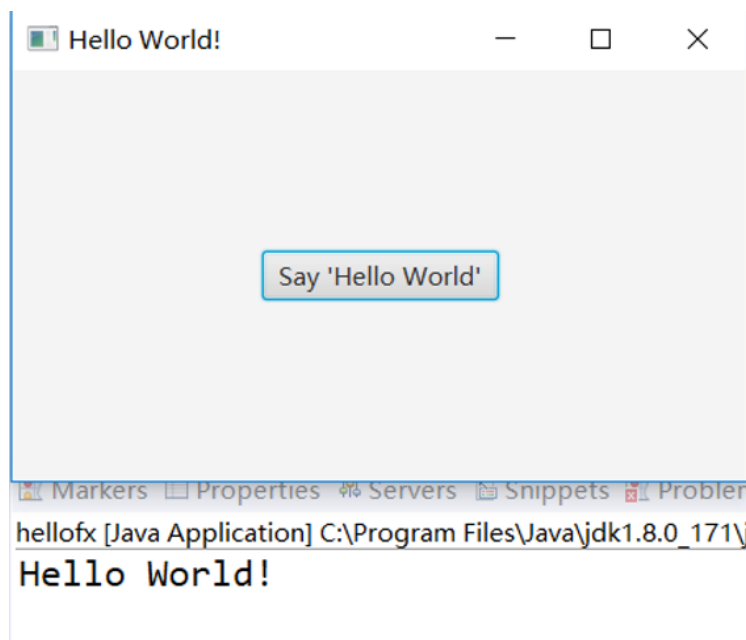 Hello World!
Say 'Hello World'
Markers Properties Servers Snippets
hellofx [Java Application] C:\Program Files\Java\jdk1.8.0_171\
Hello World!